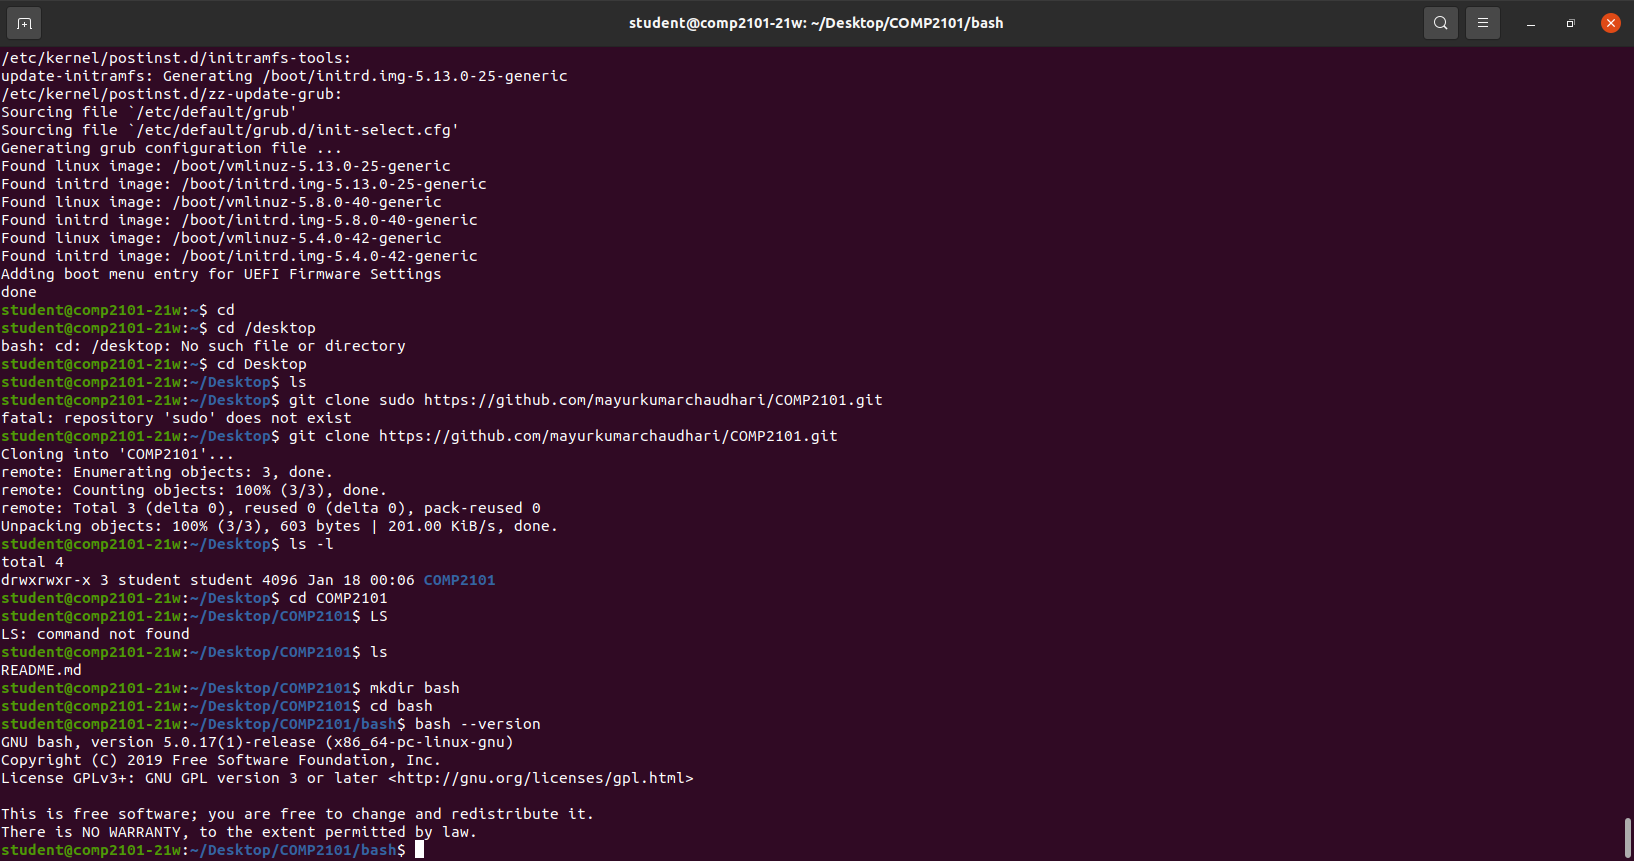 student@comp2101-21w: ~/Desktop/COMP2101/bash
/etc/kernel/postinst.d/initramfs-tools:
update-initramfs: Generating /boot/initrd.img-5.13.0-25-generic
/etc/kernel/postinst.d/zz-update-grub:
Sourcing file `/etc/default/grub'
Sourcing file `/etc/default/grub.d/init-select.cfg'
Generating grub configuration file ...
Found linux image: /boot/vmlinuz-5.13.0-25-generic
Found initrd image: /boot/initrd.img-5.13.0-25-generic
Found linux image: /boot/vmlinuz-5.8.0-40-generic
Found initrd image: /boot/initrd.img-5.8.0-40-generic
Found linux image: /boot/vmlinuz-5.4.0-42-generic
Found initrd image: /boot/initrd.img-5.4.0-42-generic
Adding boot menu entry for UEFI Firmware Settings
done
student@comp2101-21w:~$ cd
student@comp2101-21w:~$ cd /desktop
bash: cd: /desktop: No such file or directory
student@comp2101-21w:~$ cd Desktop
student@comp2101-21w:~/Desktop$ ls
student@comp2101-21w:~/Desktop$ git clone sudo https://github.com/mayurkumarchaudhari/COMP2101.git
fatal: repository 'sudo' does not exist
student@comp2101-21w:~/Desktop$ git clone https://github.com/mayurkumarchaudhari/COMP2101.git
Cloning into 'COMP2101'...
remote: Enumerating objects: 3, done.
remote: Counting objects: 100% (3/3), done.
remote: Total 3 (delta 0), reused 0 (delta 0), pack-reused 0
Unpacking objects: 100% (3/3), 603 bytes | 201.00 KiB/s, done.
student@comp2101-21w:~/Desktop$ ls -l
total 4
drwxrwxr-x 3 student student 4096 Jan 18 00:06 COMP2101
student@comp2101-21w:~/Desktop$ cd COMP2101
student@comp2101-21w:~/Desktop/COMP2101$ LS
LS: command not found
student@comp2101-21w:~/Desktop/COMP2101$ ls
README.md
student@comp2101-21w:~/Desktop/COMP2101$ mkdir bash
student@comp2101-21w:~/Desktop/COMP2101$ cd bash
student@comp2101-21w:~/Desktop/COMP2101/bash$ bash --version
GNU bash, version 5.0.17(1)-release (x86_64-pc-linux-gnu)
Copyright (C) 2019 Free Software Foundation, Inc.
License GPLv3+: GNU GPL version 3 or later <http://gnu.org/licenses/gpl.html>

This is free software; you are free to change and redistribute it.
There is NO WARRANTY, to the extent permitted by law.
student@comp2101-21w:~/Desktop/COMP2101/bash$